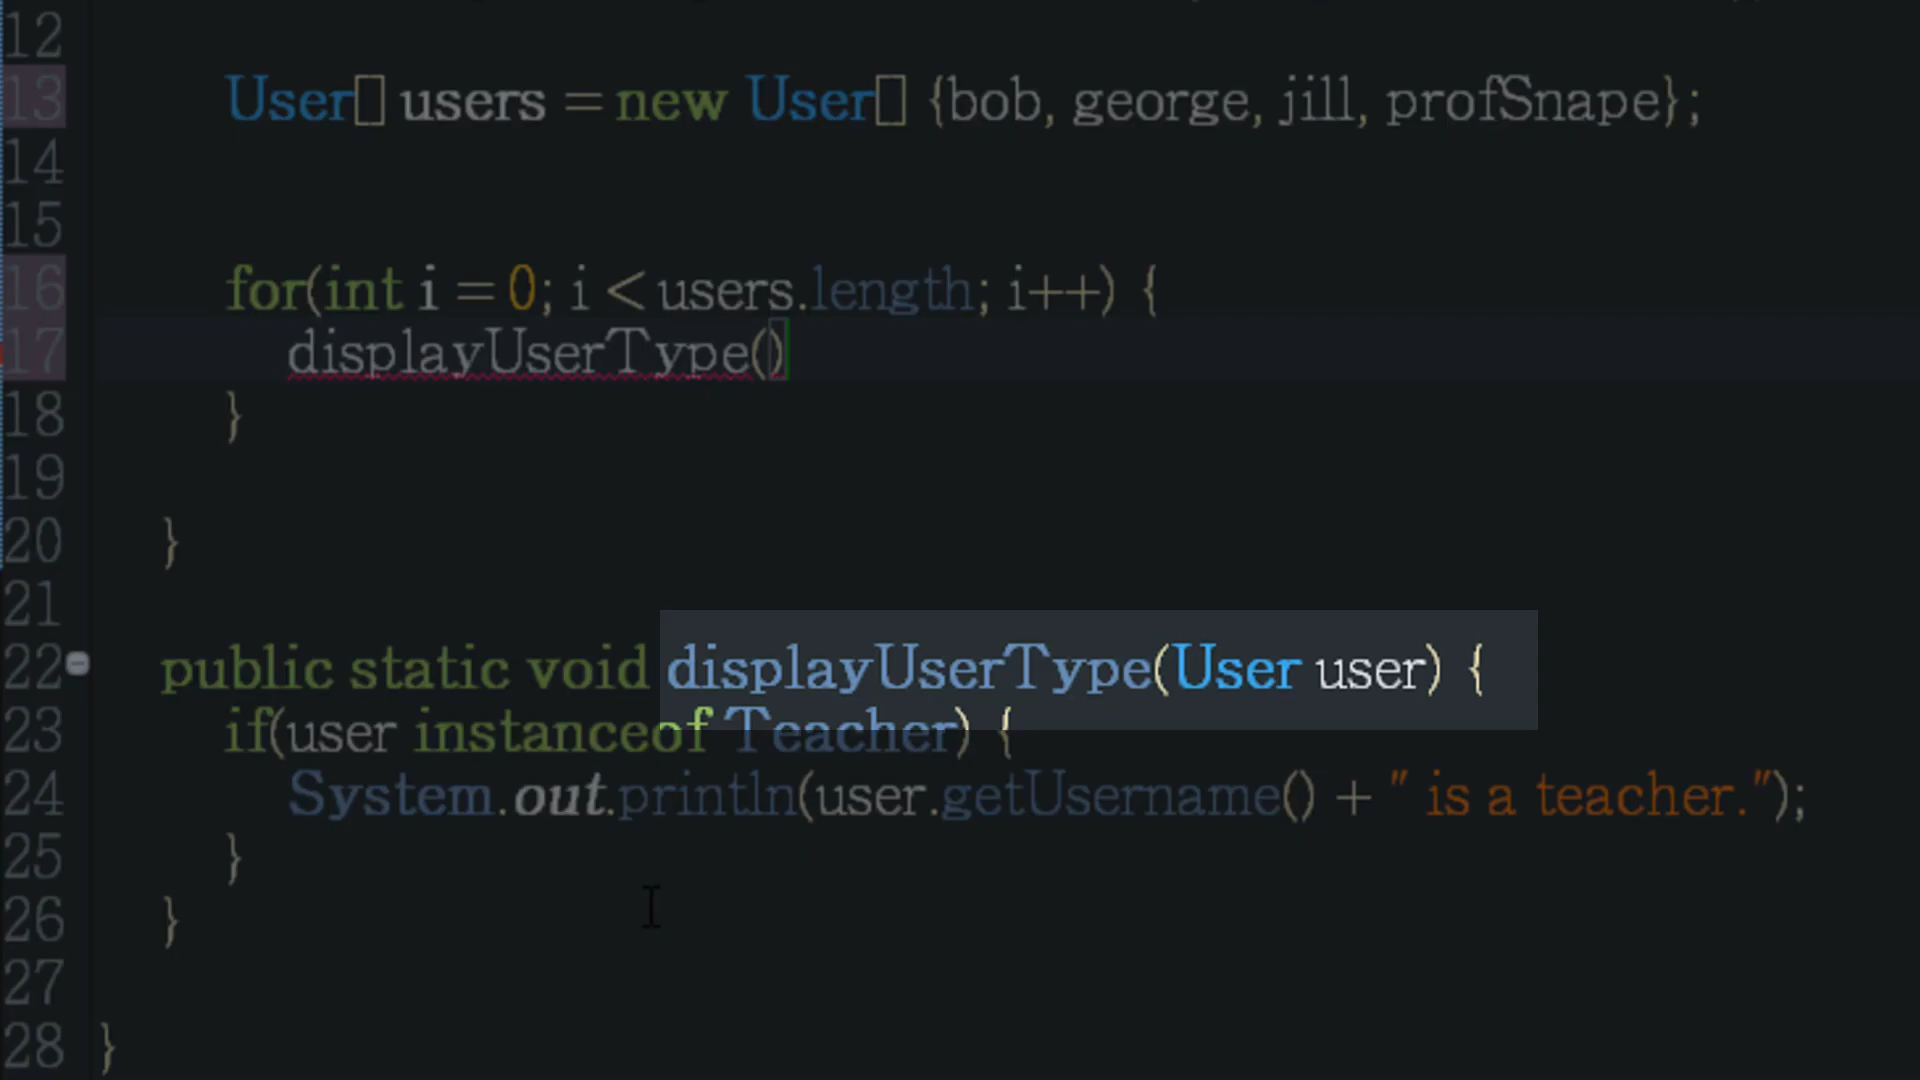 12
13 User[] users = new User[] {bob, george, jill, profSnape};
14
15
16 for(int i = 0; i < users.length; i++) {
17 displayUserType()
18 }
19
20 }
21
22 public static void displayUserType(User user) {
23 if(user instanceof Teacher) {
24 System.out.println(user.getUsername() + " is a teacher.");
25 }
26 }
27
28 }